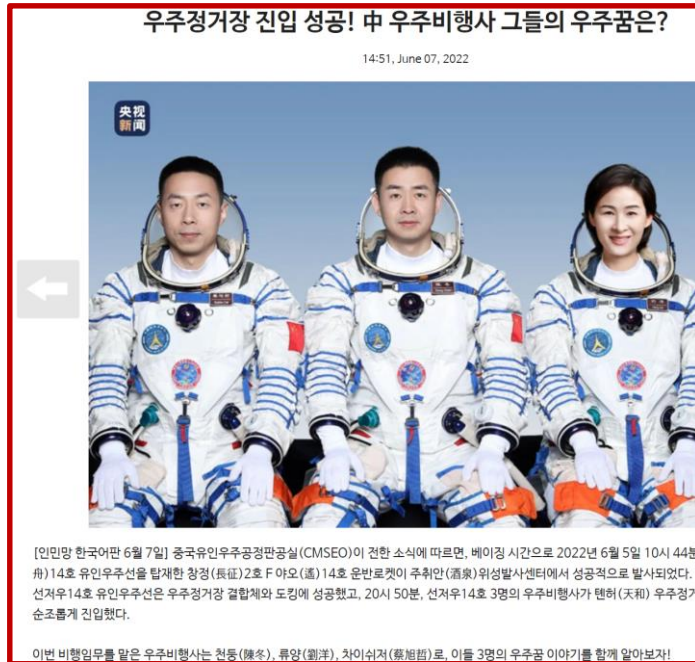 우주정거장 진입 성공! 中 우주비행사 그들의 우주꿈은?
14:51, June 07, 2022
央视
新闻
[인민망 한국어판 6월 7일] 중국유인우주공정판공실(CMSEO)이 전한 소식에 따르면, 베이징 시간으로 2022년 6월 5일 10시 44분
舟)14호 유인우주선을 탑재한 창정(長征)2호 F 야오(遙)14호 운반로켓이 주취안(酒泉)위성발사센터에서 성공적으로 발사되었다.
선저우14호 유인우주선은 우주정거장 결합체와 도킹에 성공했고, 20시 50분, 선저우14호 3명의 우주비행사가 톈허(天和) 우주정거
순조롭게 진입했다.
이번 비행임무를 맡은 우주비행사는 천둥(陳冬), 류양(劉洋), 차이쉬저(蔡旭哲)로, 이들 3명의 우주꿈 이야기를 함께 알아보자!